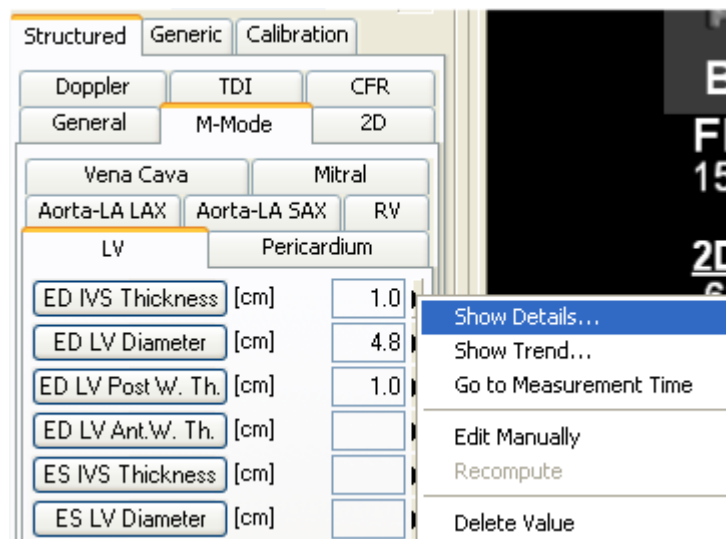 Structured Generic Calibration
Doppler TDI CFR
General M-Mode 2D
Vena Cava Mitral
Aorta-LA LAX Aorta-LA SAX RV
LV Pericardium
ED IVS Thickness [cm] 1.0
ED LV Diameter [cm] 4.8
ED LV Post W. Th. [cm] 1.0
ED LV Ant.W. Th. [cm]
ES IVS Thickness [cm]
ES LV Diameter [cm]
Show Details...
Show Trend...
Go to Measurement Time
Edit Manually
Recompute
Delete Value
15
2D